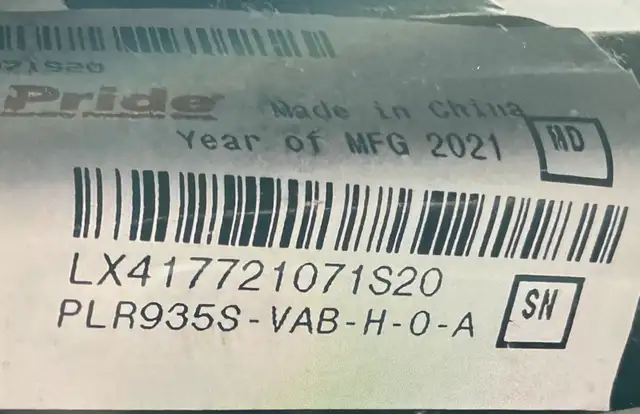 Pride Made in China
Year of MFG 2021 MD
LX417721071S20
PLR935S-VAB-H-0-A SN